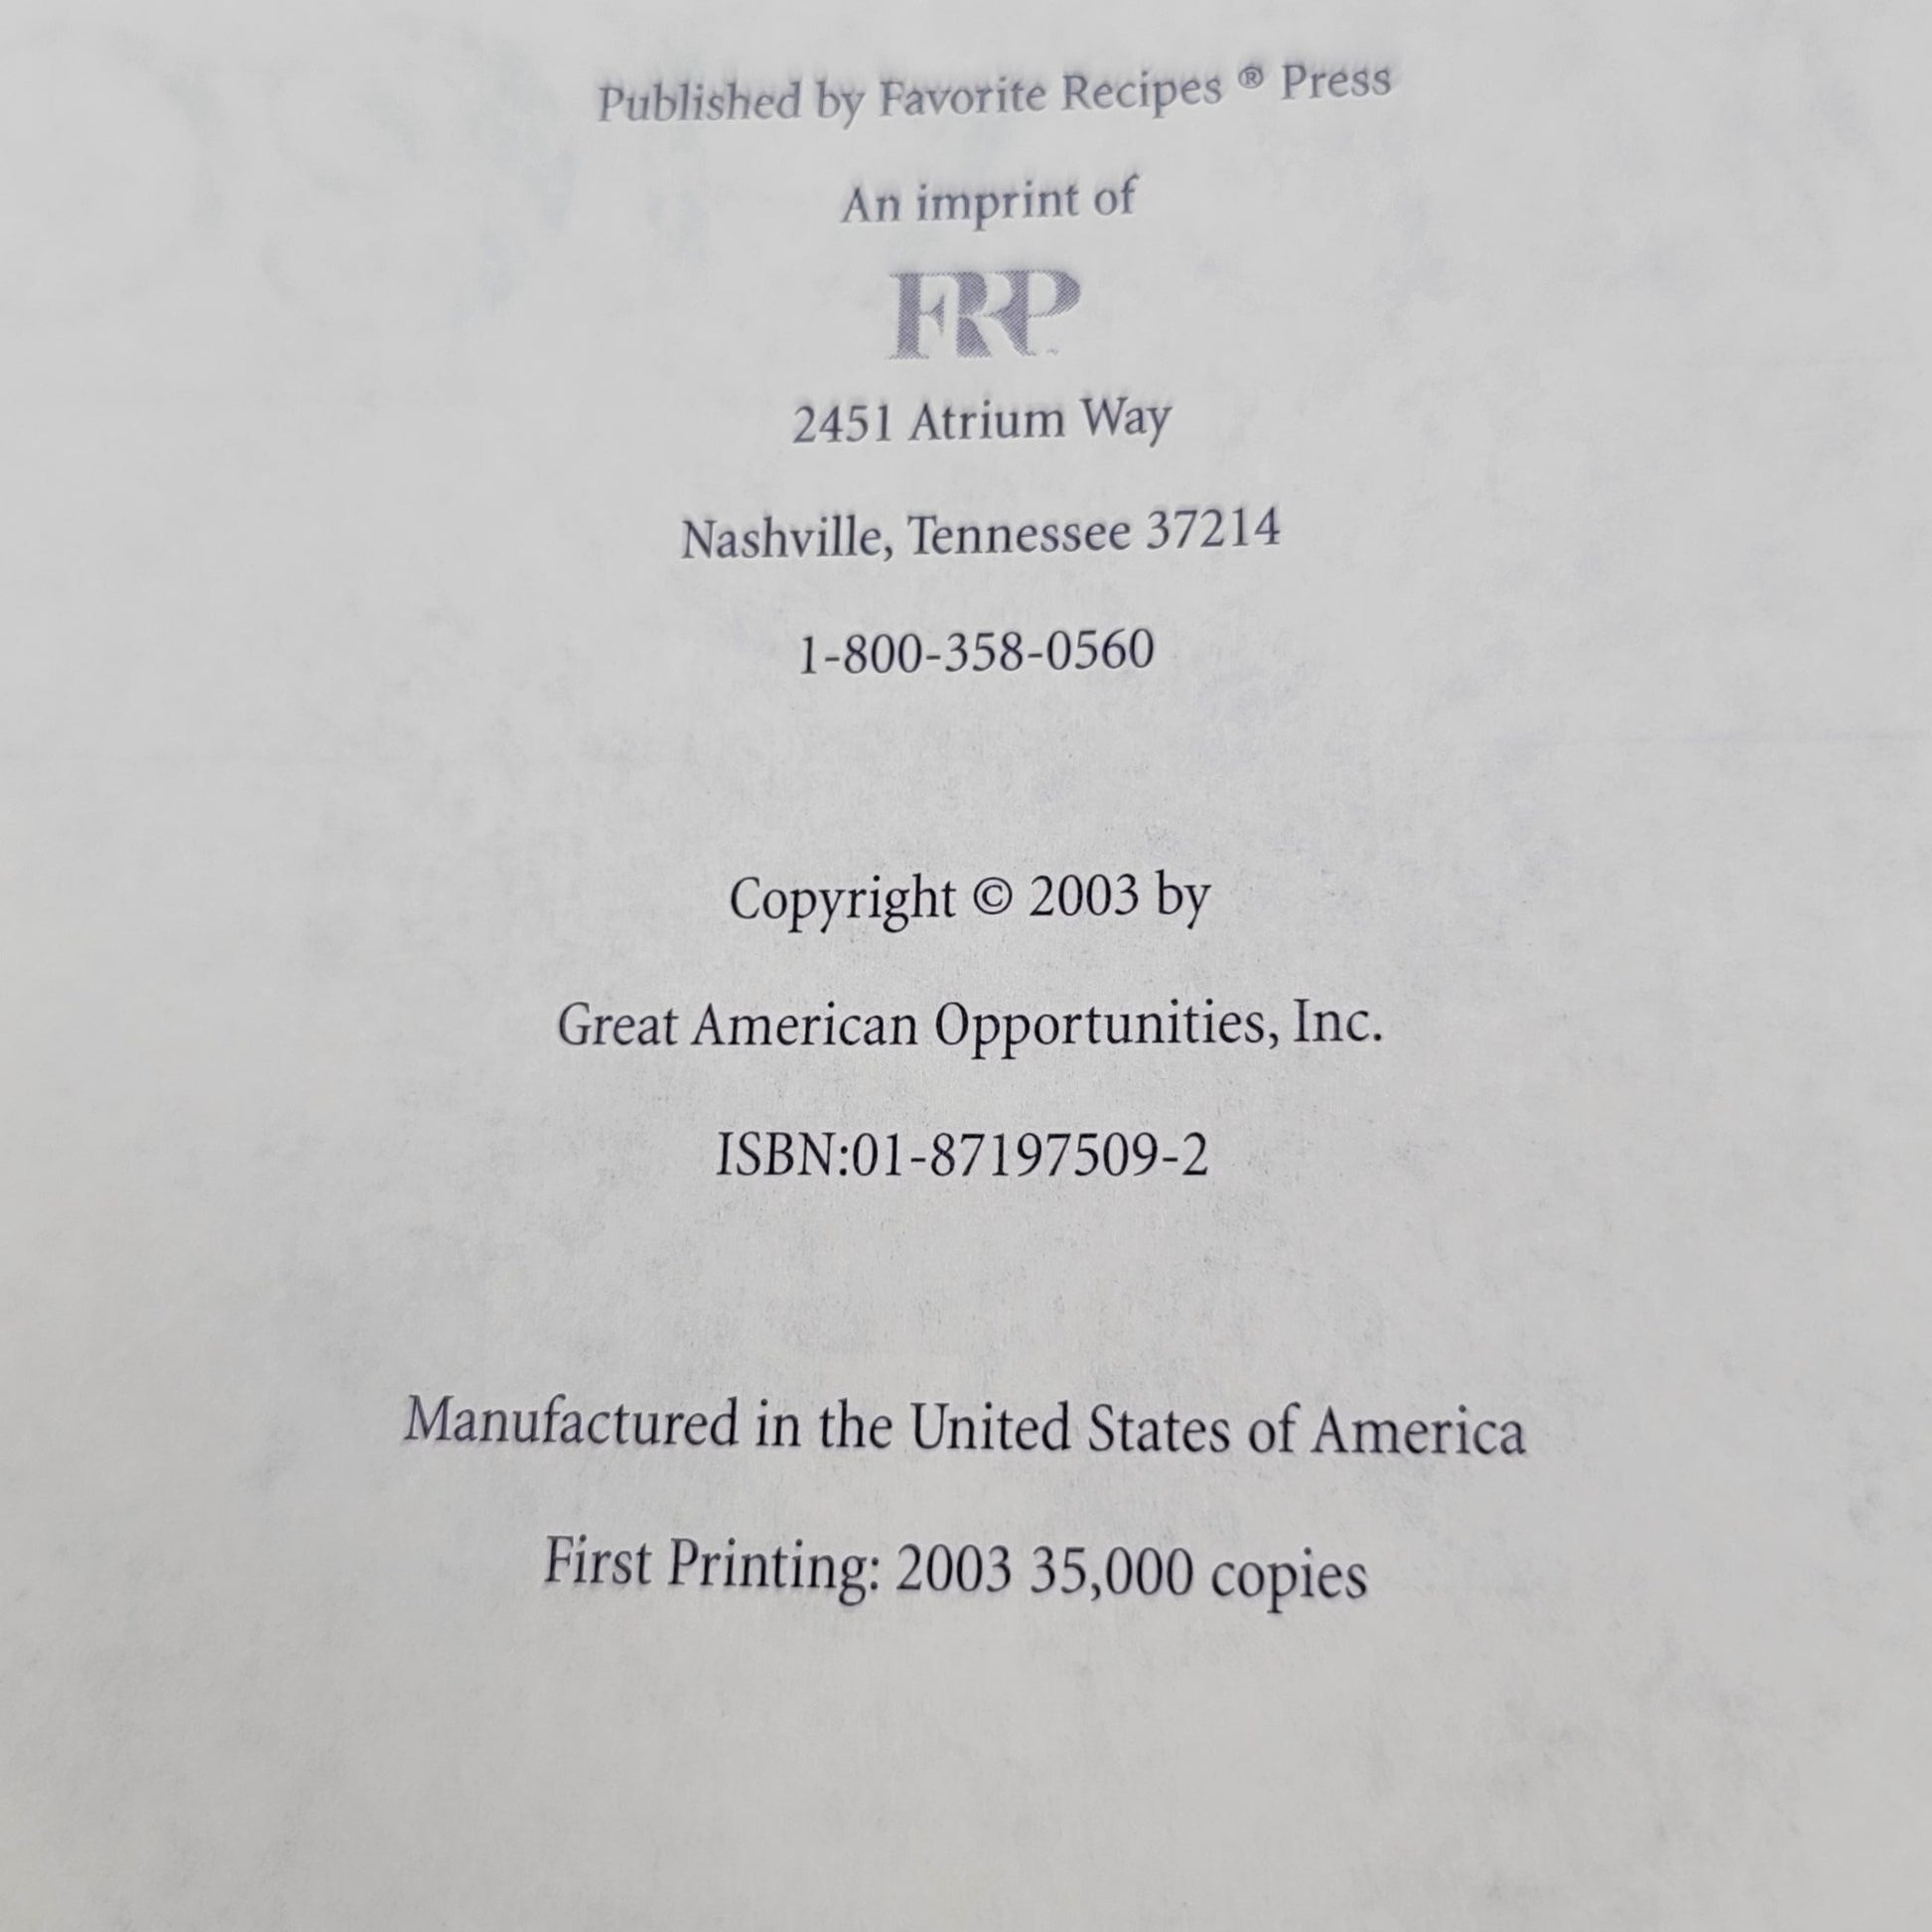 Published by Favorite Recipes ® Press
An imprint of
FRP
2451 Atrium Way
Nashville, Tennessee 37214
1-800-358-0560
Copyright © 2003 by
Great American Opportunities, Inc.
ISBN:01-87197509-2
Manufactured in the United States of America
First Printing: 2003 35,000 copies